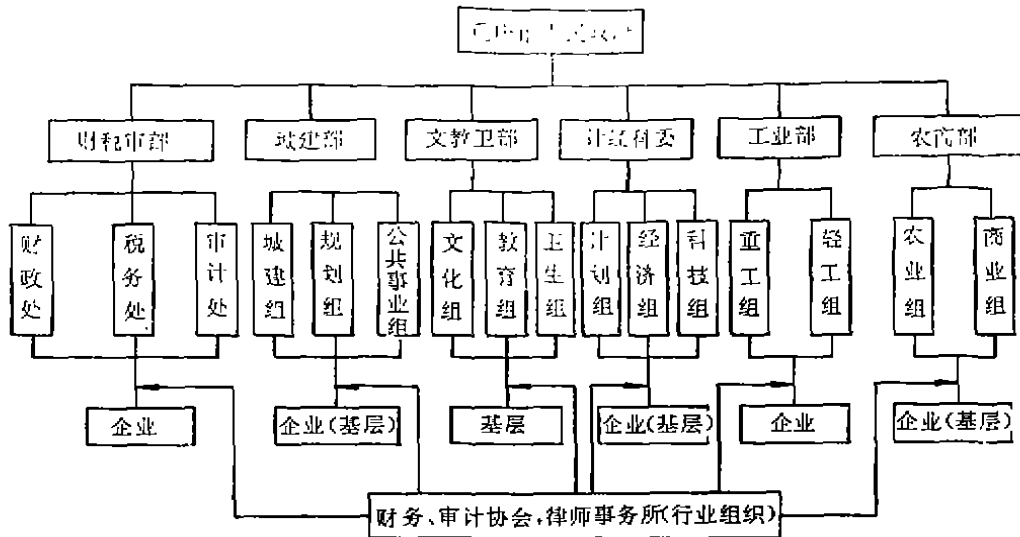 财税审部
城建部
文教卫部
计经科委
工业部
农商部
财政处
税务处
审计处
城建组
规划组
公共事业组
文化组
教育组
卫生组
计划组
经济组
科技组
重工组
轻工组
农业组
商业组
企业
企业(基层)
基层
企业(基层)
企业
企业(基层)
财务、审计协会,律师事务所(行业组织)